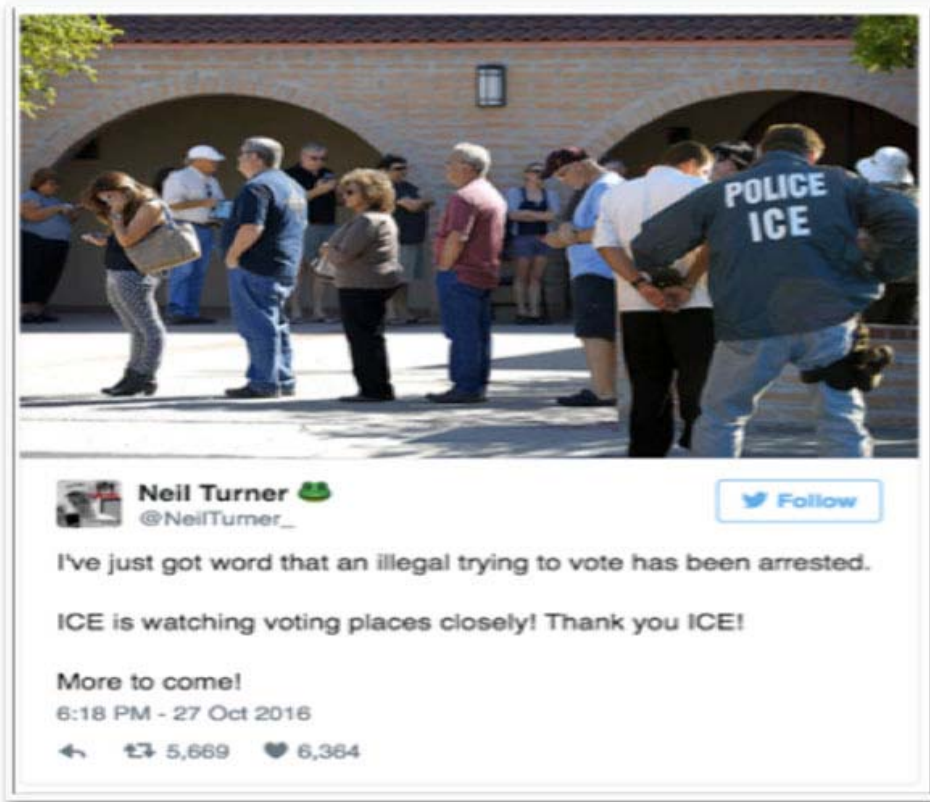 POLICE
ICE
Neil Turner 🐸
@NeilTurner_
Follow
I've just got word that an illegal trying to vote has been arrested.
ICE is watching voting places closely! Thank you ICE!
More to come!
6:18 PM - 27 Oct 2016
5,669 6,364